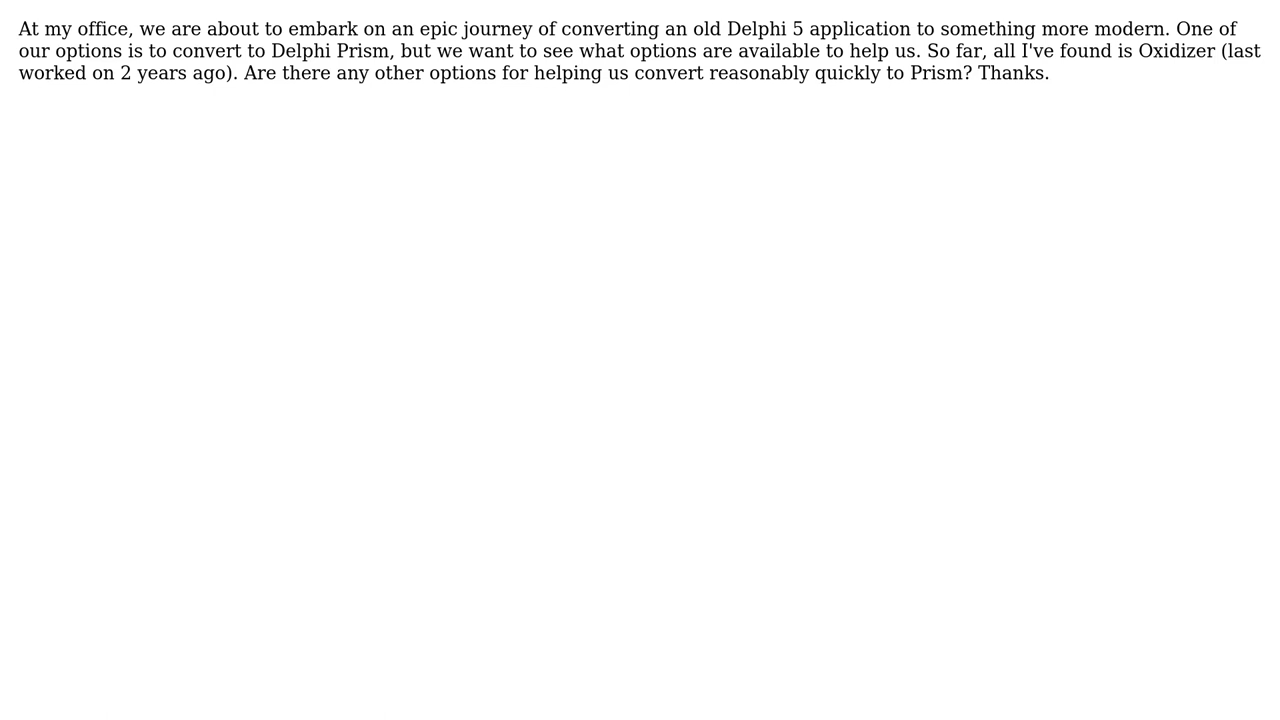 At my office, we are about to embark on an epic journey of converting an old Delphi 5 application to something more modern. One of
our options is to convert to Delphi Prism, but we want to see what options are available to help us. So far, all I've found is Oxidizer (last
worked on 2 years ago). Are there any other options for helping us convert reasonably quickly to Prism? Thanks.